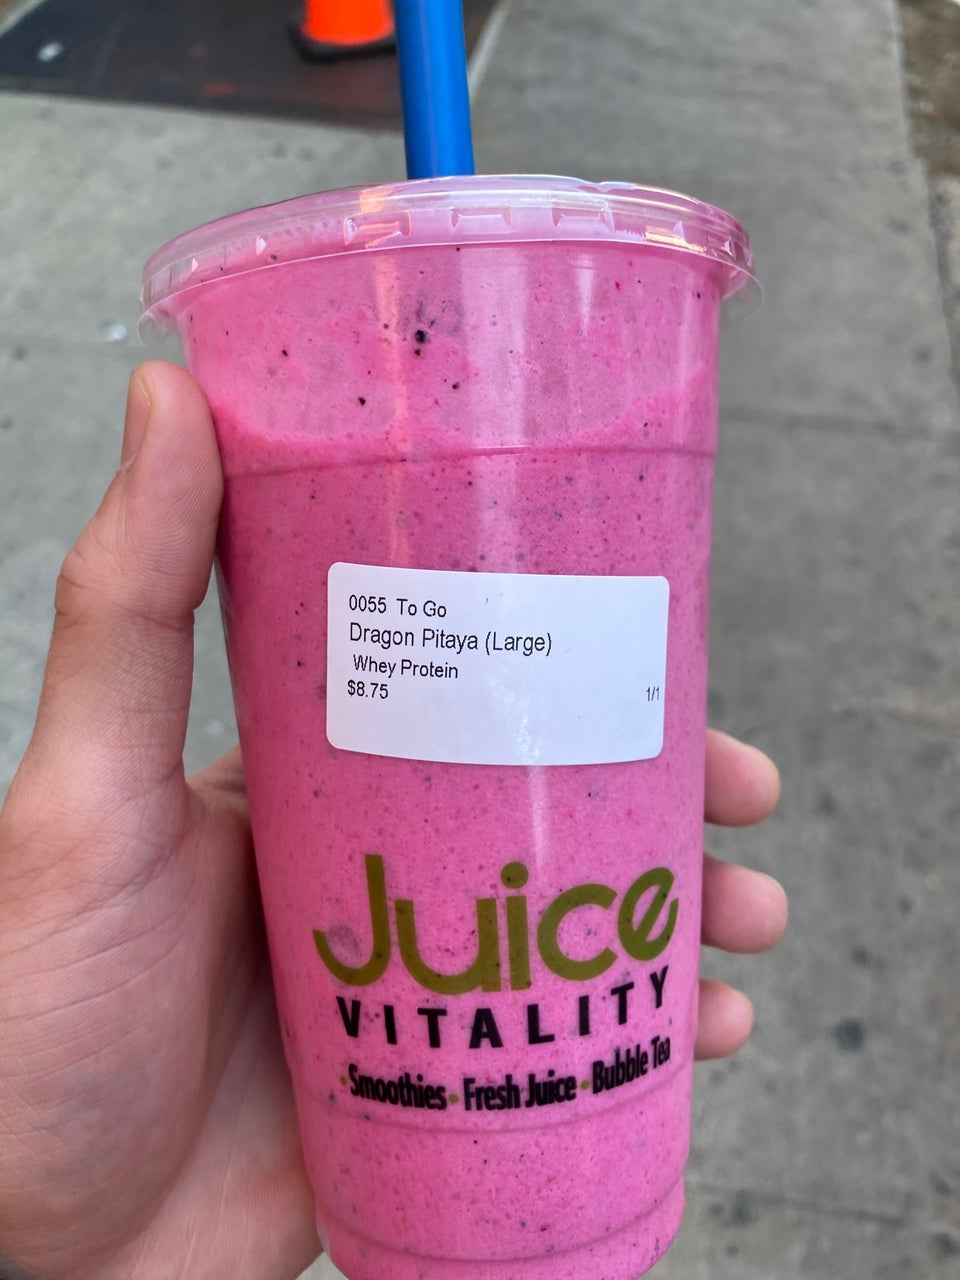 0055 To Go
Dragon Pitaya (Large)
Whey Protein
$8.75 1/1
Juice
VITALITY
·Smoothies·Fresh Juice·Bubble Tea